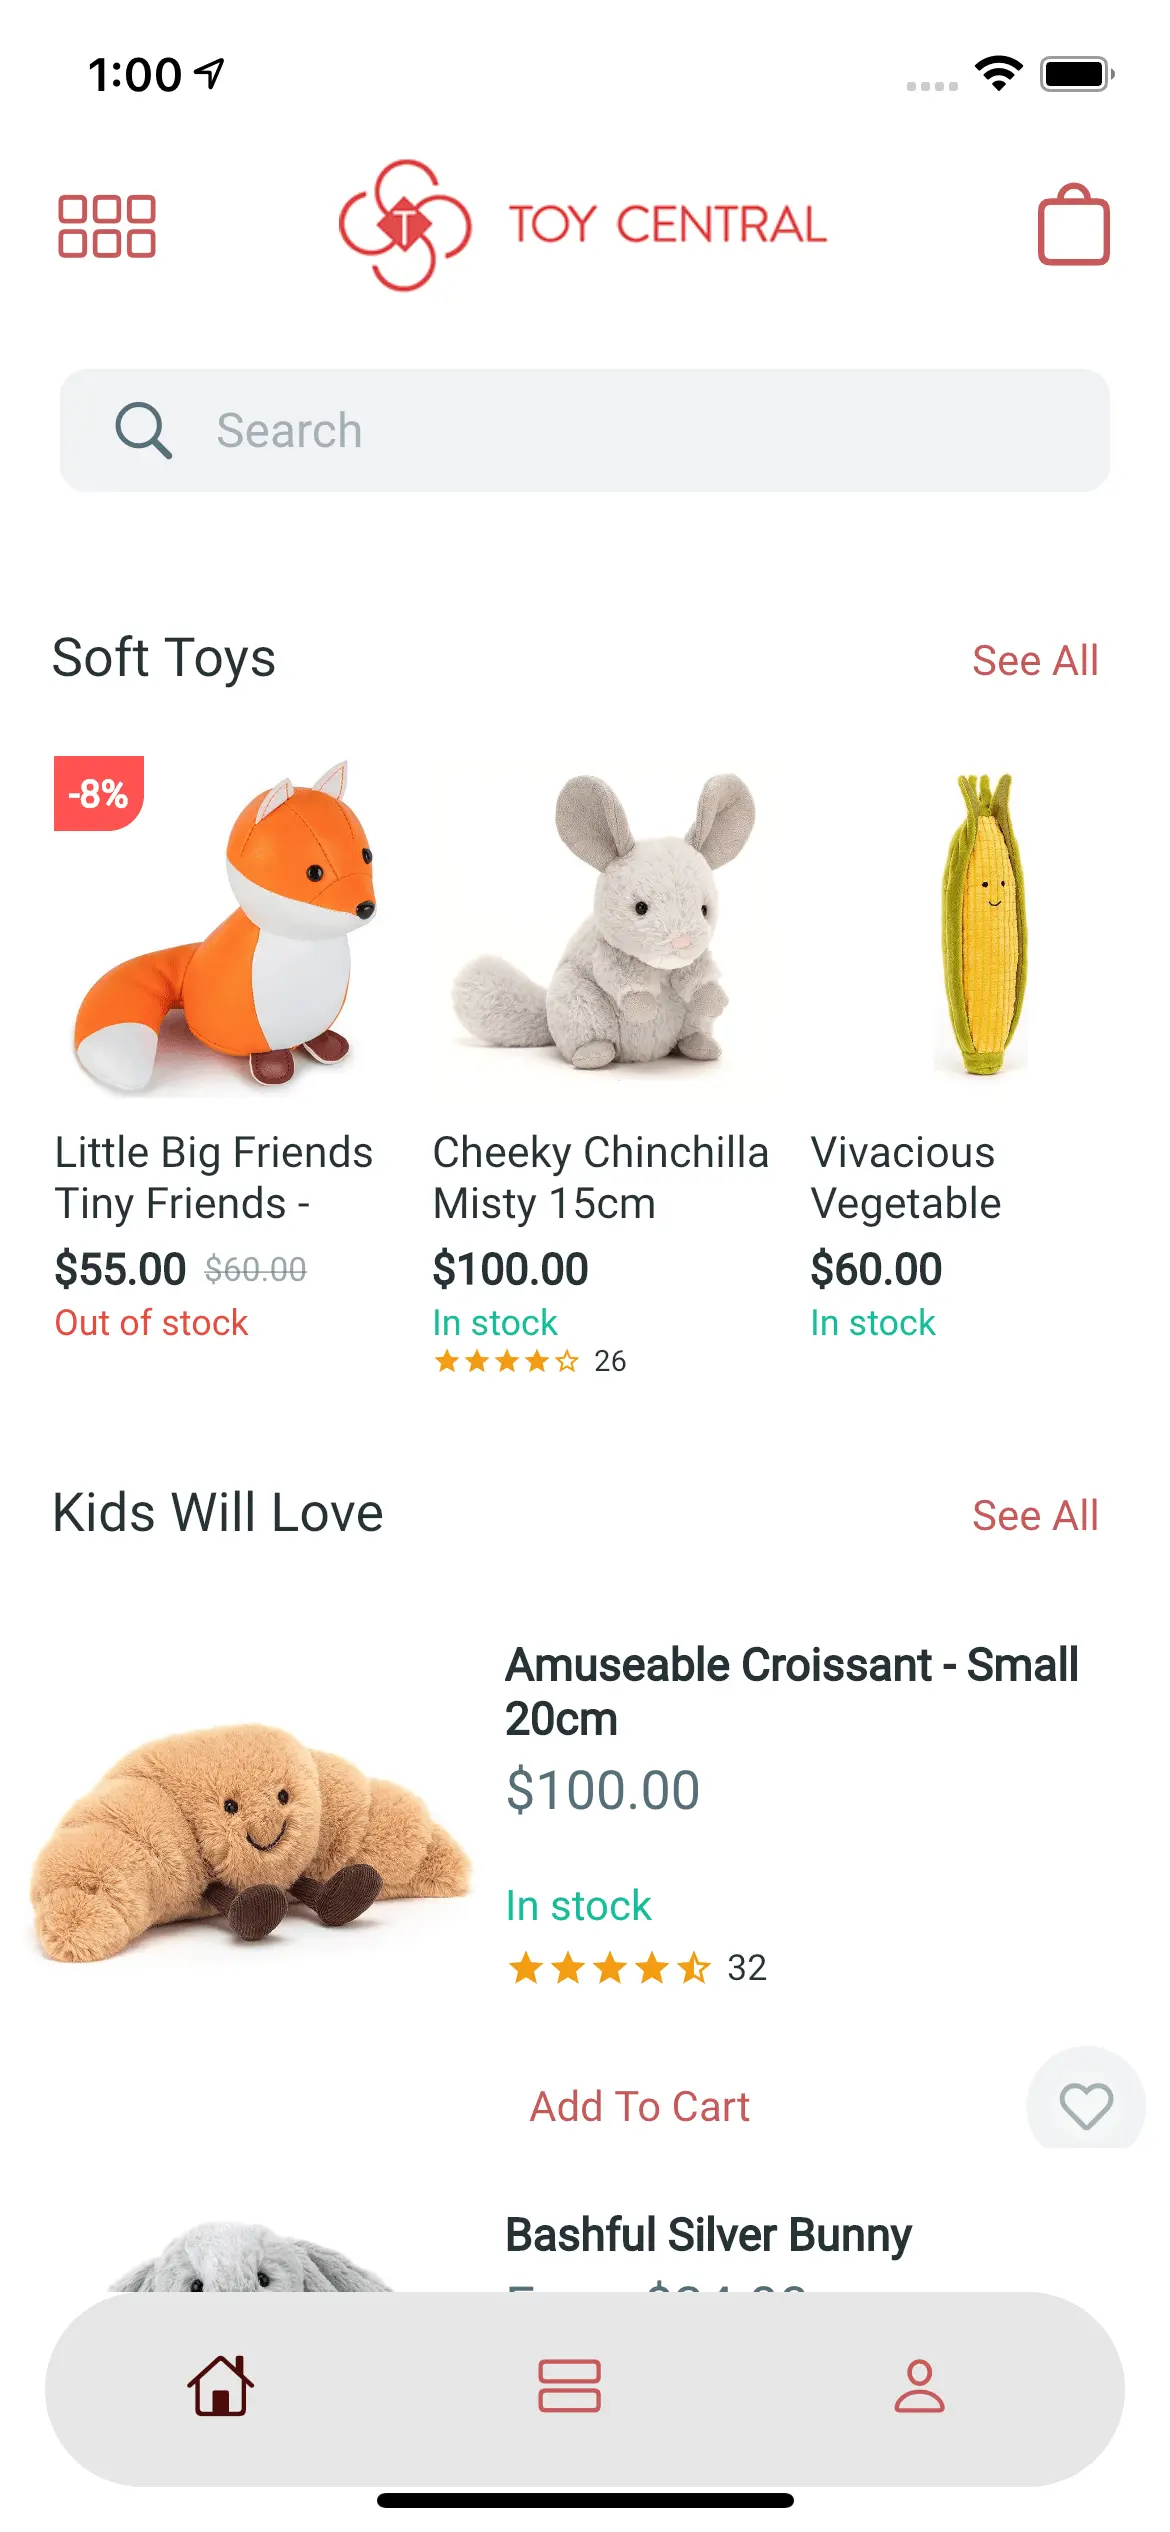 1:00
T TOY CENTRAL
Search
Soft Toys
See All
-8%
Little Big Friends
Tiny Friends -
$55.00 $60.00
Out of stock
Cheeky Chinchilla
Misty 15cm
$100.00
In stock
26
Vivacious
Vegetable
$60.00
In stock
Kids Will Love
See All
Amuseable Croissant - Small
20cm
$100.00
In stock
32
Add To Cart
Bashful Silver Bunny